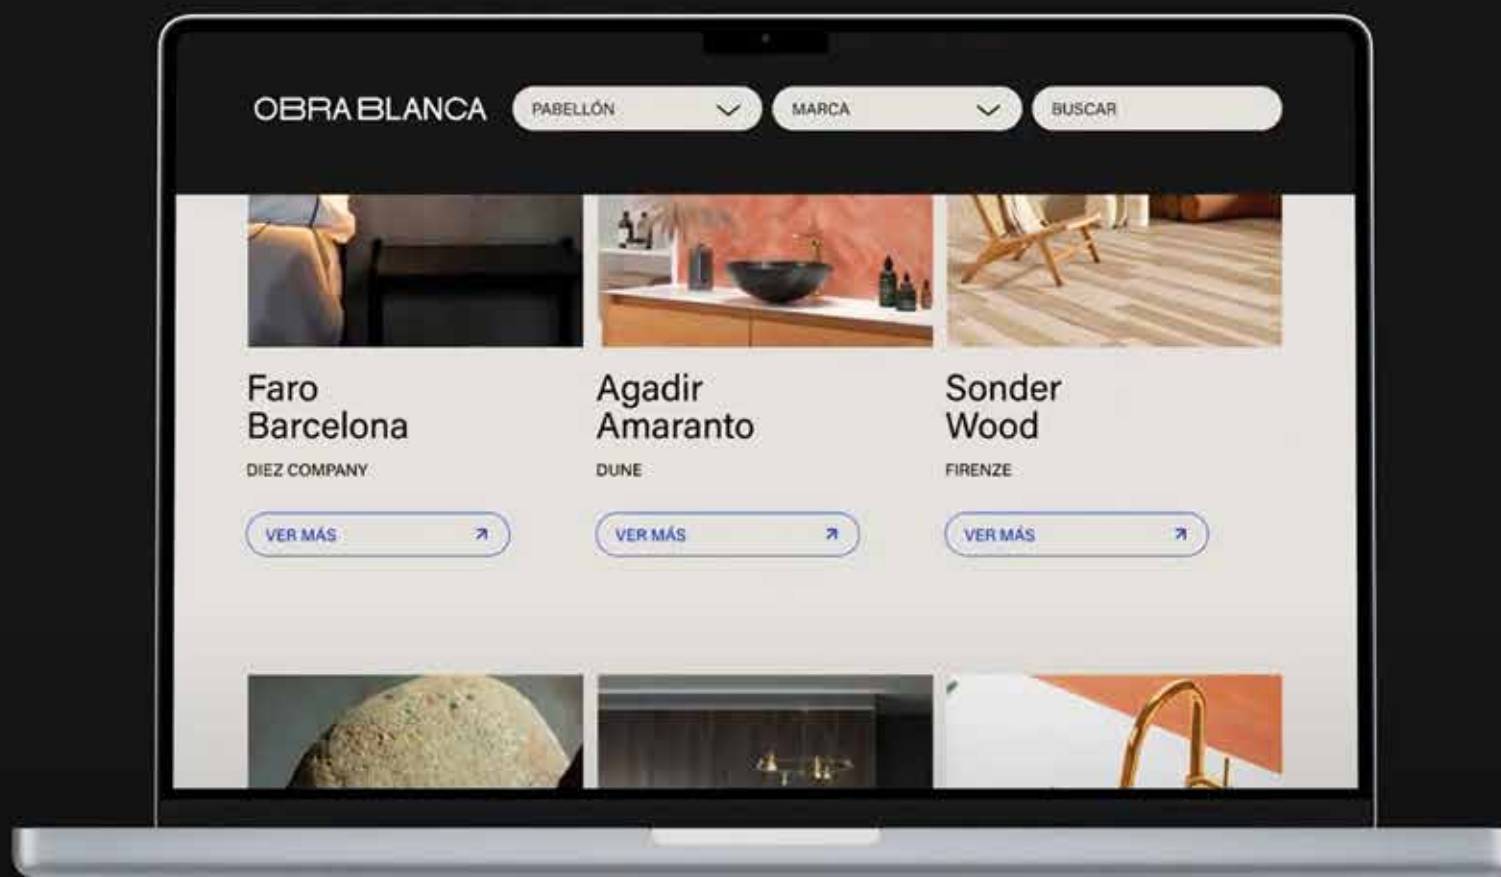 OBRA BLANCA
PABELLÓN
MARCA
BUSCAR
Faro
Barcelona
DIEZ COMPANY
VER MÁS
Agadir
Amaranto
DUNE
VER MÁS
Sonder
Wood
FIRENZE
VER MÁS